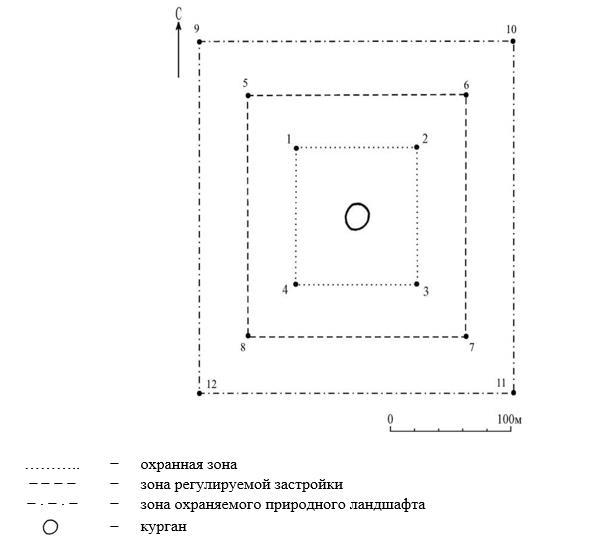 С
9
10
5
6
1
2
4
3
8
7
12
11
0 100м
– охранная зона
– зона регулируемой застройки
– зона охраняемого природного ландшафта
– курган